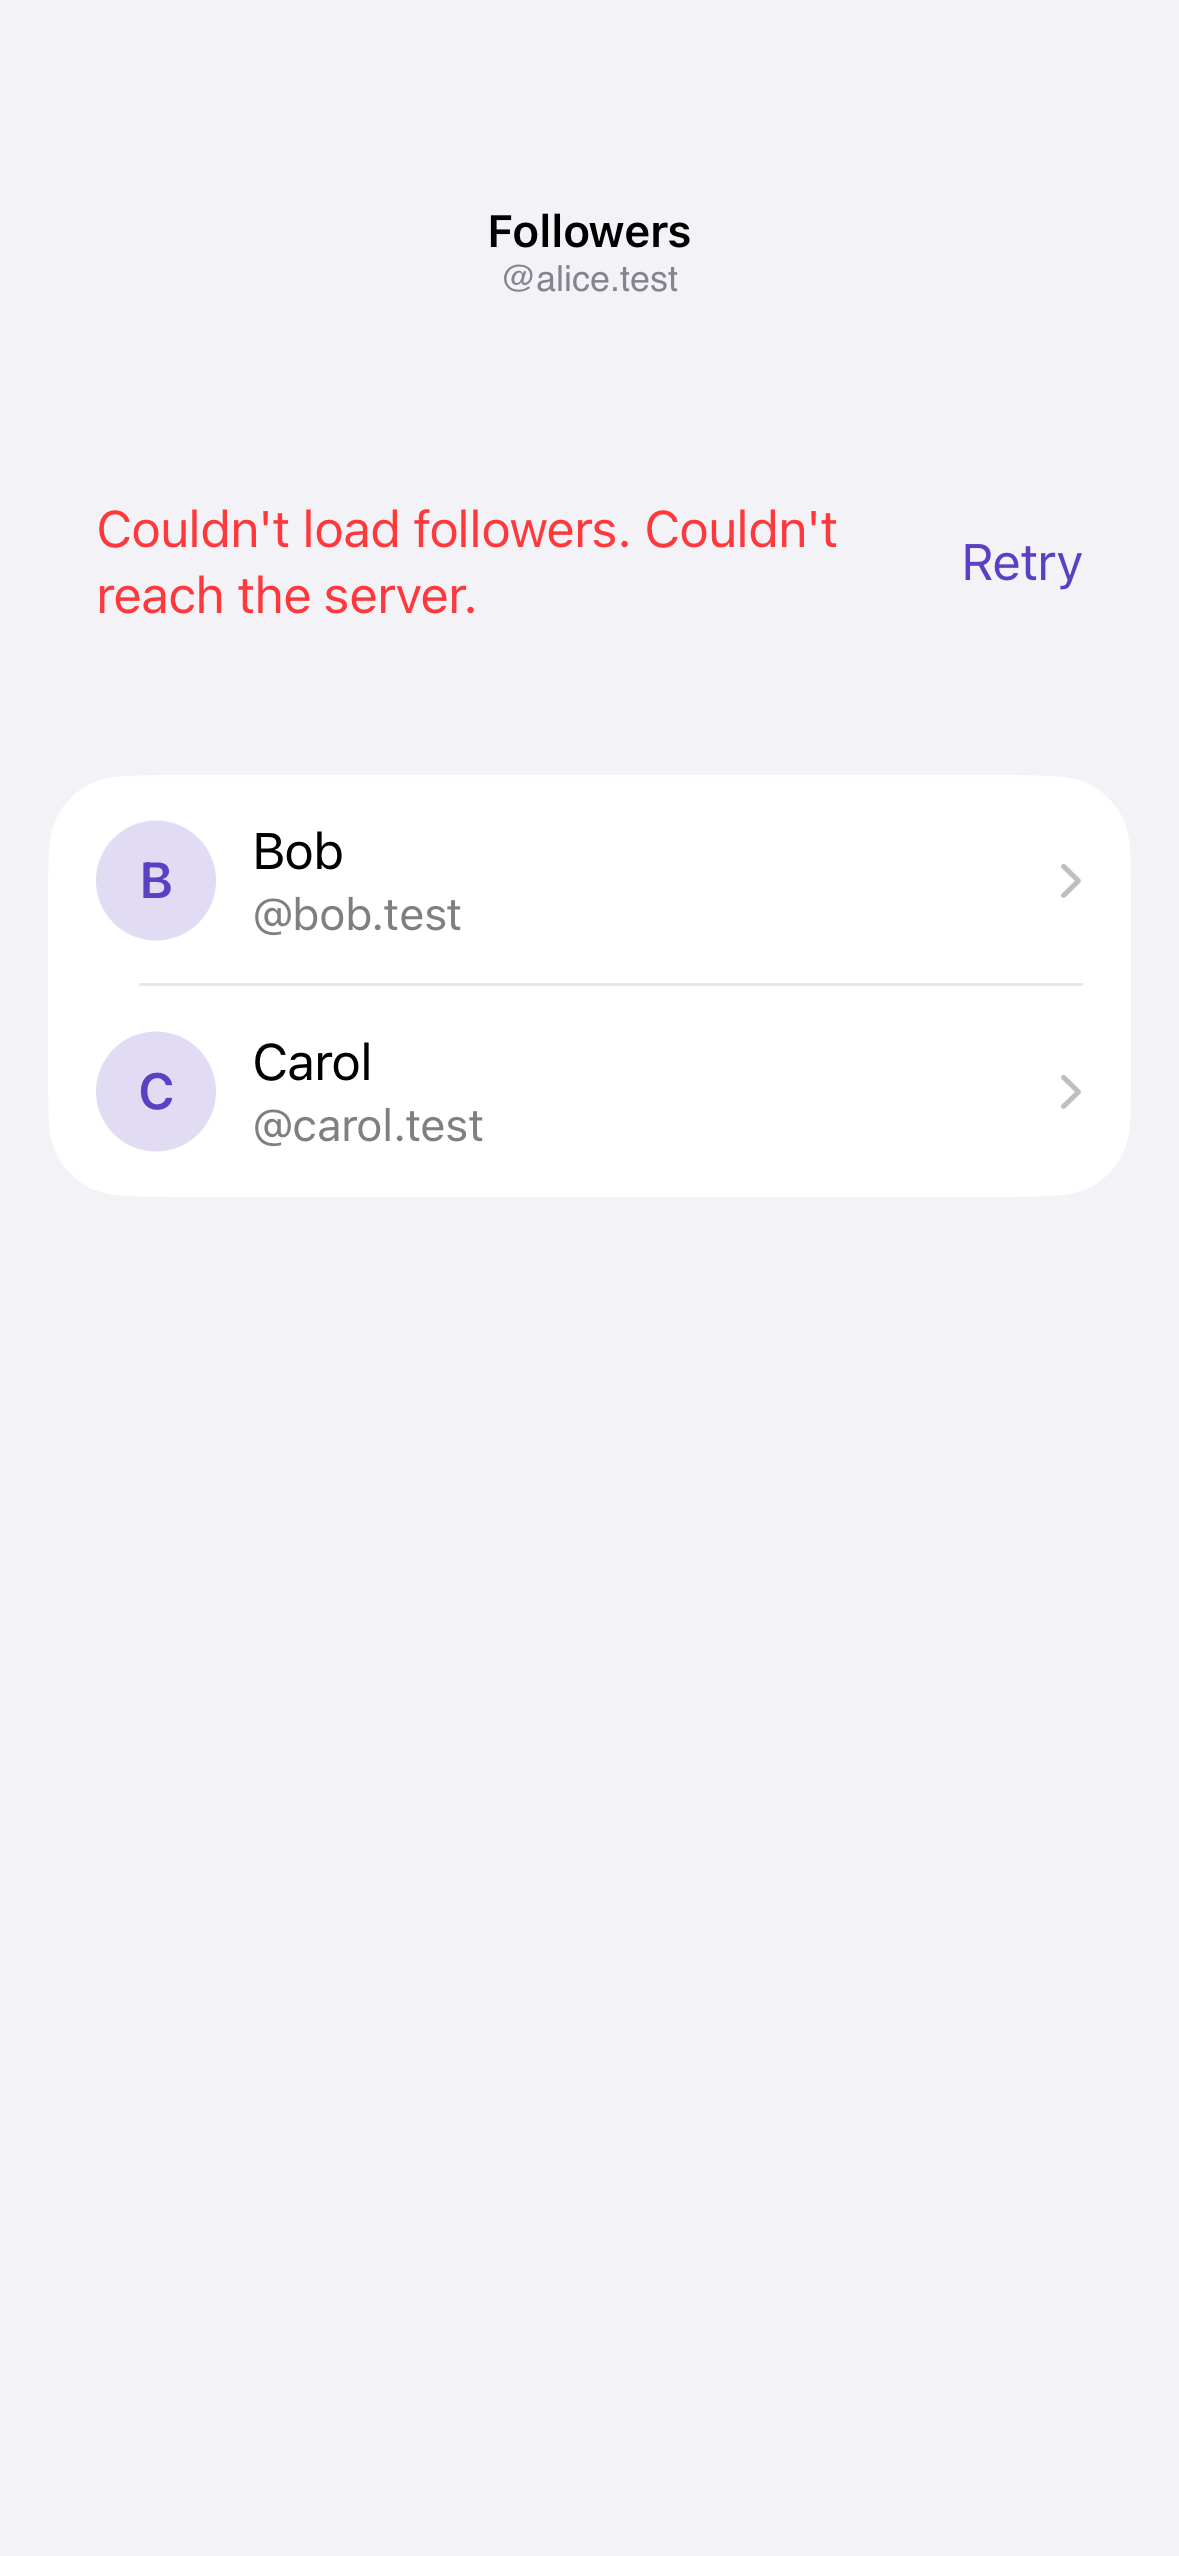 Followers
@alice.test
Couldn't load followers. Couldn't
reach the server.
Retry
B
Bob
@bob.test
C
Carol
@carol.test